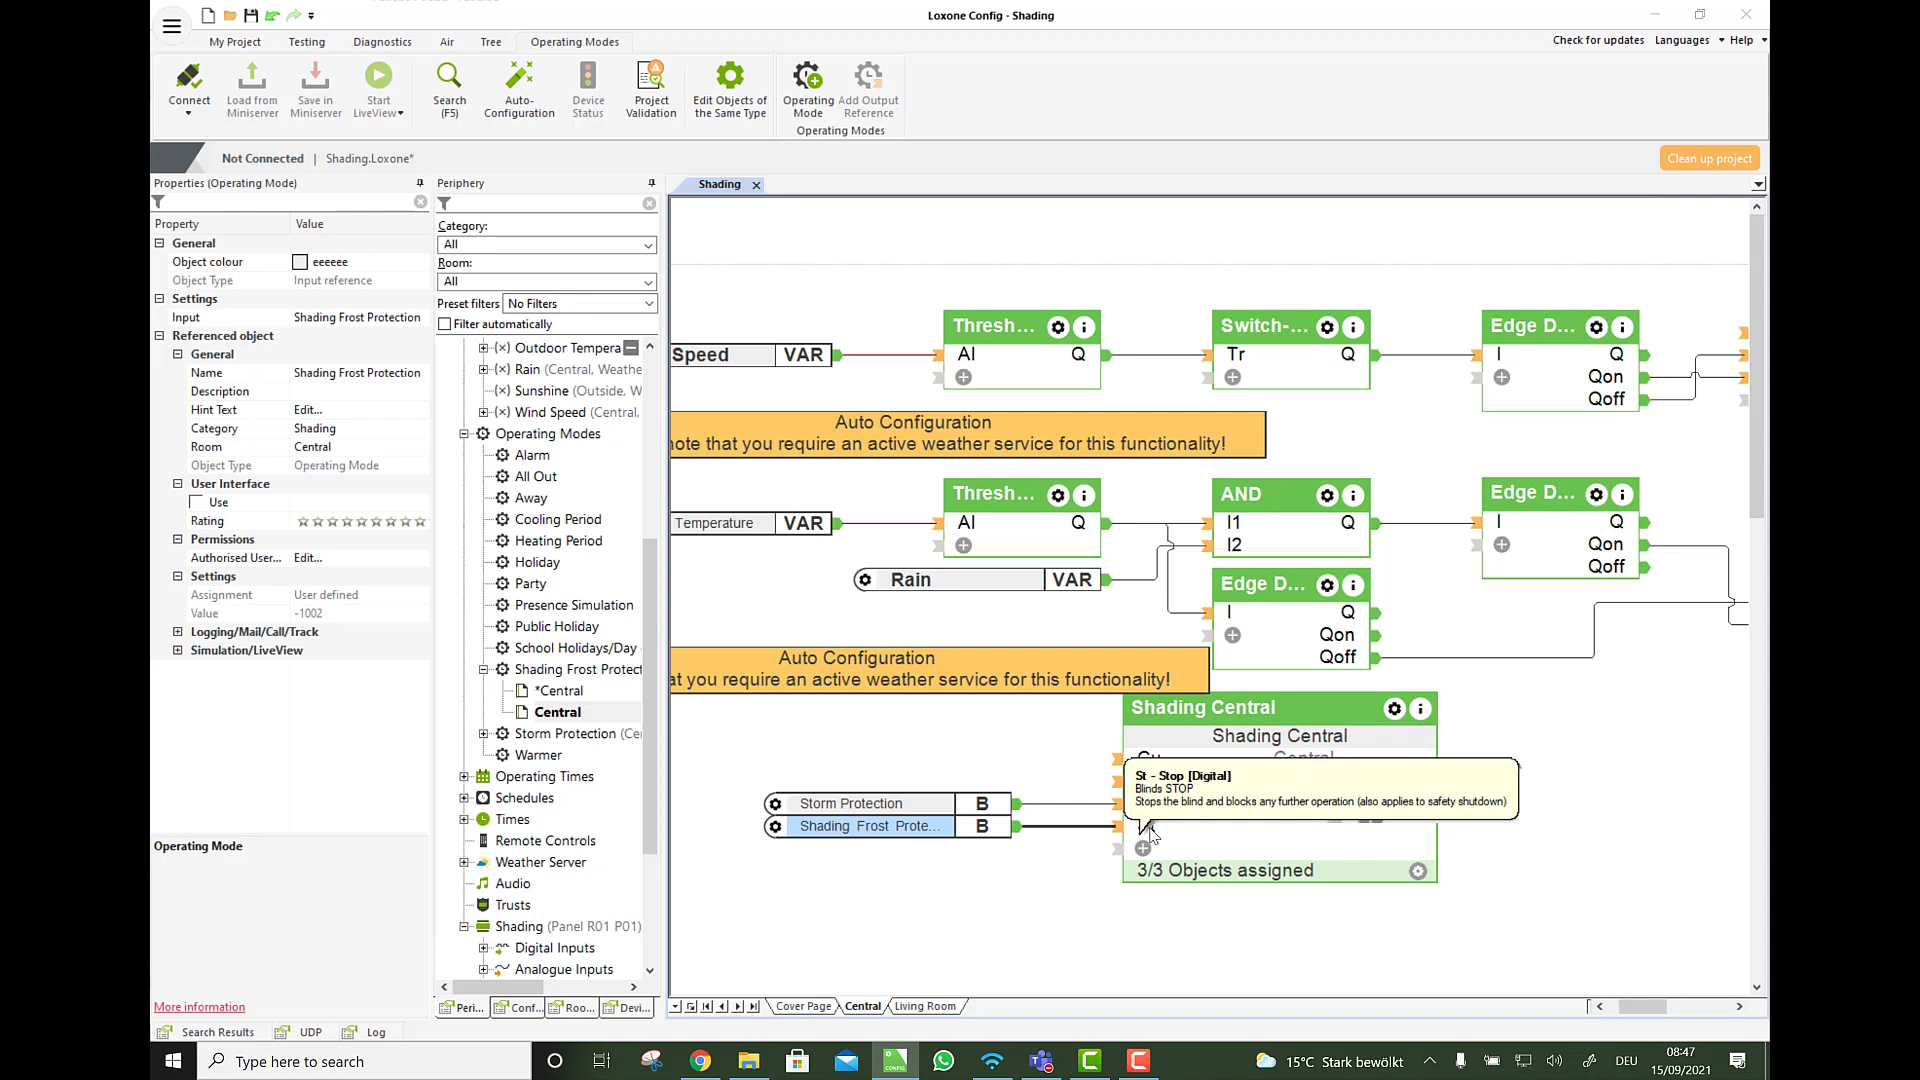 Loxone Config - Shading
My Project Testing Diagnostics Air Tree Operating Modes
Check for updates Languages Help
Connect
Load from Miniserver
Save in Miniserver
Start LiveView
Search (F5)
Auto-Configuration
Device Status
Project Validation
Edit Objects of the Same Type
Operating Mode
Add Output Reference
Operating Modes
Not Connected | Shading.Loxone*
Clean up project
Properties (Operating Mode)
Property Value
General
Object colour eeeeee
Object Type Input reference
Settings
Input Shading Frost Protection
Referenced object
General
Name Shading Frost Protection
Description
Hint Text Edit...
Category Shading
Room Central
Object Type Operating Mode
User Interface
Use
Rating
Permissions
Authorised User... Edit...
Settings
Assignment User defined
Value -1002
Logging/Mail/Call/Track
Simulation/LiveView
Operating Mode
More information
Periphery
Category:
All
Room:
All
Preset filters No Filters
Filter automatically
(x) Outdoor Tempera
(x) Rain (Central, Weathe
(x) Sunshine (Outside, W
(x) Wind Speed (Central,
Operating Modes
Alarm
All Out
Away
Cooling Period
Heating Period
Holiday
Party
Presence Simulation
Public Holiday
School Holidays/Day
Shading Frost Protect
*Central
Central
Storm Protection (Ce
Warmer
Operating Times
Schedules
Times
Remote Controls
Weather Server
Audio
Trusts
Shading (Panel R01 P01)
Digital Inputs
Analogue Inputs
Peri... Conf... Roo... Devi...
Shading
Speed VAR
Thresh...
AI Q
Switch-...
Tr Q
Edge D...
I Q
Qon
Qoff
Auto Configuration
note that you require an active weather service for this functionality!
Temperature VAR
Thresh...
AI Q
AND
I1 Q
I2
Edge D...
I Q
Qon
Qoff
Rain VAR
Edge D...
I Q
Qon
Qoff
Auto Configuration
at you require an active weather service for this functionality!
Shading Central
Shading Central
Central
St - Stop [Digital]
Blinds STOP
Stops the blind and blocks any further operation (also applies to safety shutdown)
Storm Protection B
Shading Frost Prote... B
3/3 Objects assigned
Cover Page Central Living Room
Search Results UDP Log
Type here to search
CONFIG
15°C Stark bewölkt
DEU
08:47
15/09/2021